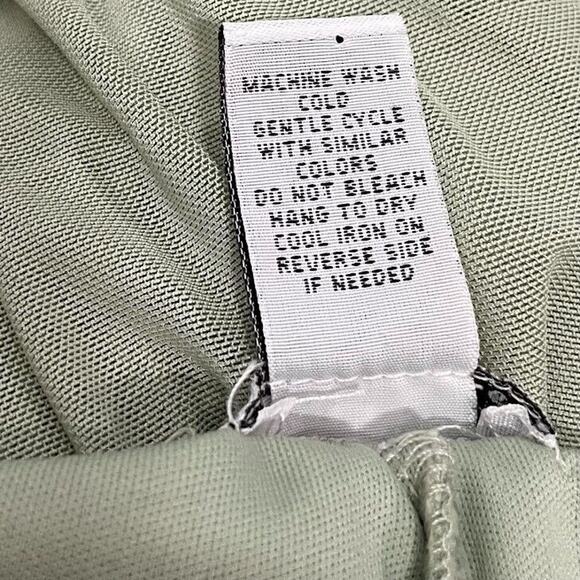 MACHINE WASH
COLD
GENTLE CYCLE
WITH SIMILAR
COLORS
DO NOT BLEACH
HANG TO DRY
COOL IRON ON
REVERSE SIDE
IF NEEDED